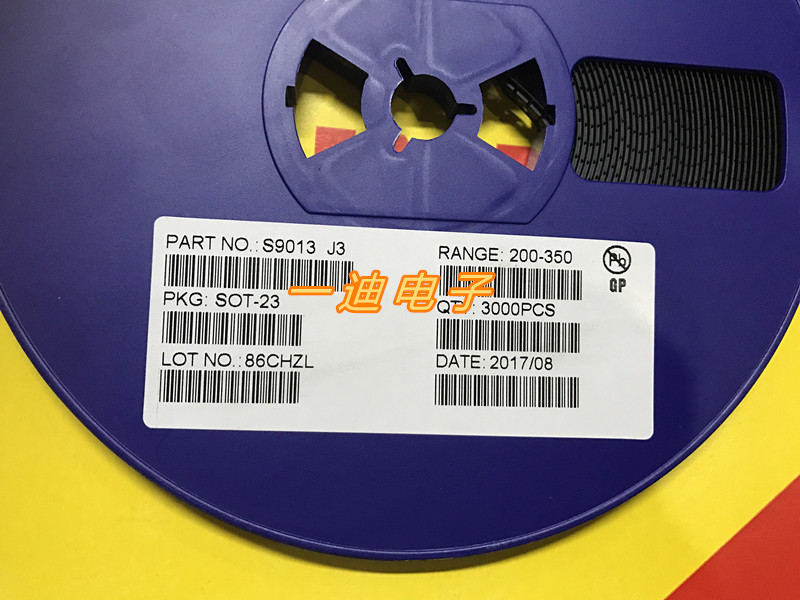 PART NO.: S9013 J3
RANGE: 200-350
Pb
GP
一迪电子
PKG: SOT-23
QTY: 3000PCS
LOT NO.: 86CHZL
DATE: 2017/08